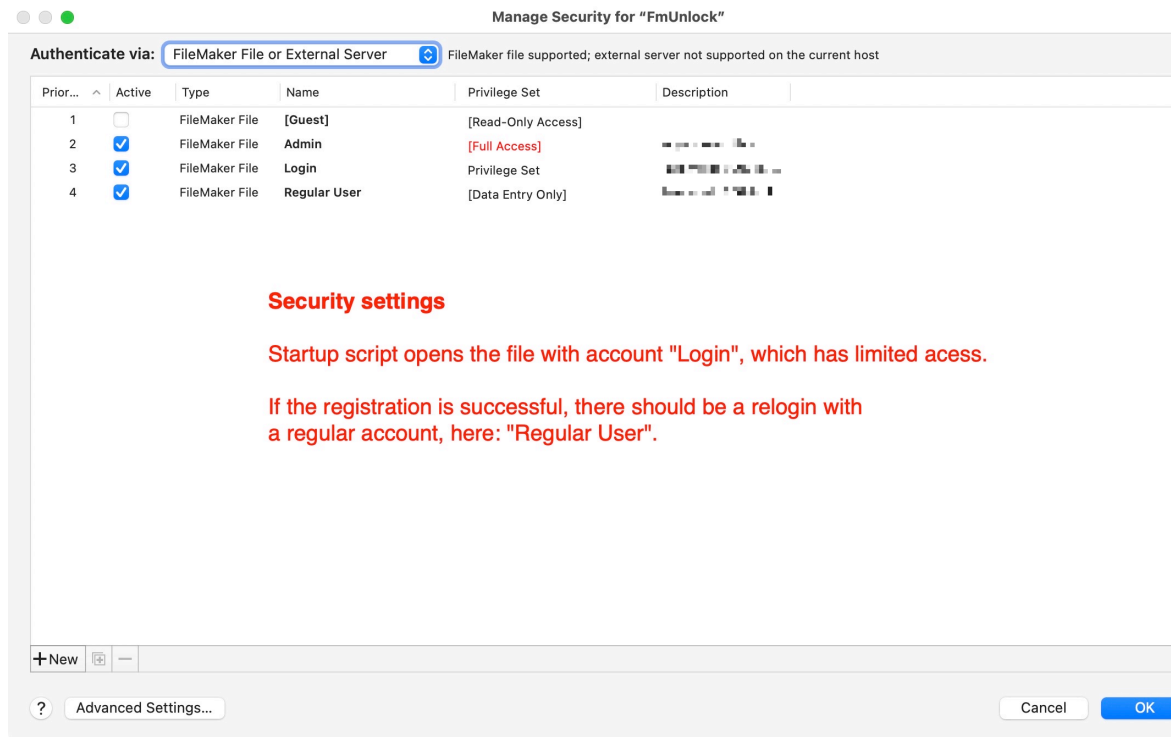 Manage Security for “FmUnlock”
Authenticate via: FileMaker File or External Server FileMaker file supported; external server not supported on the current host
Prior... Active Type Name Privilege Set Description
1 FileMaker File [Guest] [Read-Only Access]
2 FileMaker File Admin [Full Access]
3 FileMaker File Login Privilege Set
4 FileMaker File Regular User [Data Entry Only]
Security settings
Startup script opens the file with account "Login", which has limited acess.
If the registration is successful, there should be a relogin with
a regular account, here: "Regular User".
+New
? Advanced Settings... Cancel OK